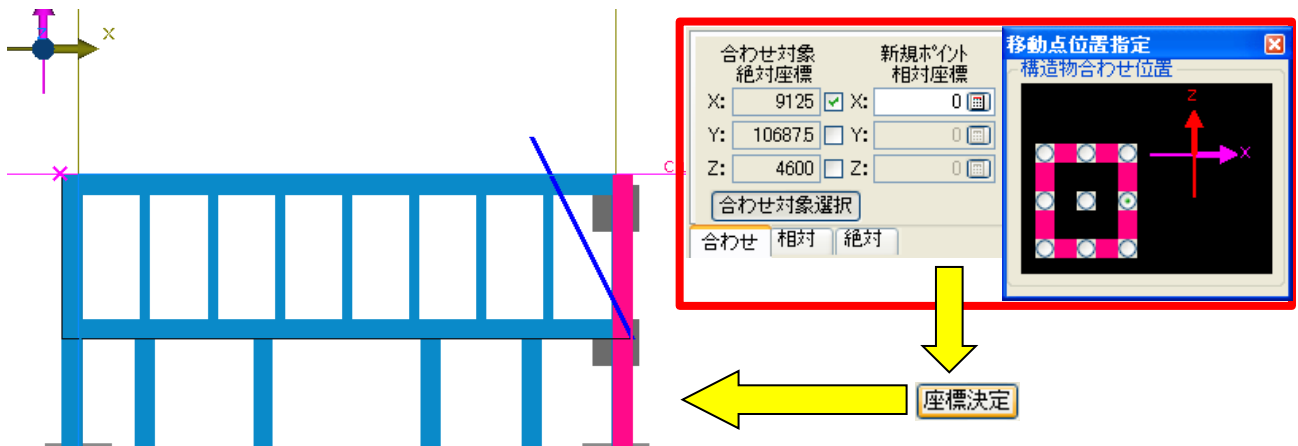 X
C
合わせ対象
絶対座標
新規ポイント
相対座標
X: 9125 X: 0
Y: 10687.5 Y: 0
Z: 4600 Z: 0
合わせ対象選択
合わせ 相対 絶対
移動点位置指定
構造物合わせ位置
Z
X
座標決定